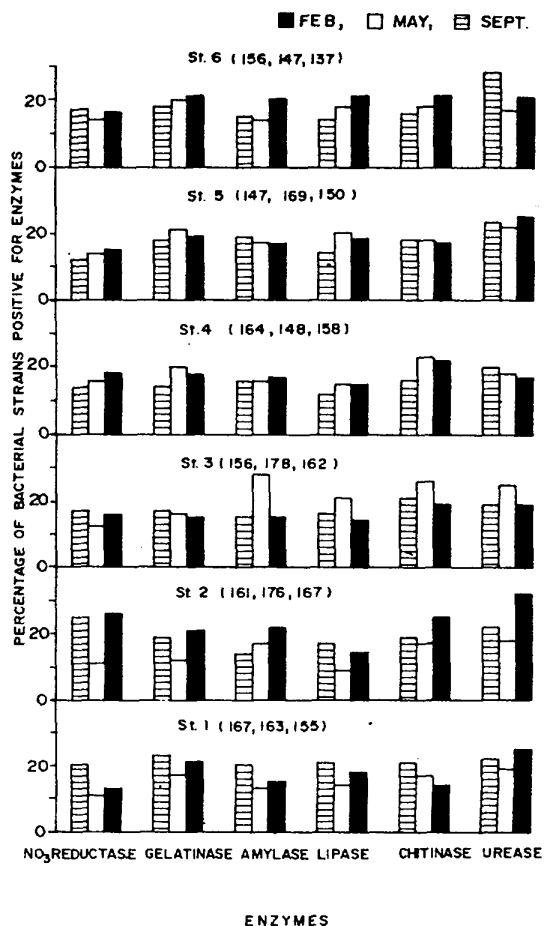 FEB, MAY, SEPT.
St. 6 (156, 147, 137)
20
0
St. 5 (147, 169, 150)
20
0
St. 4 (164, 148, 158)
20
0
St. 3 (156, 178, 162)
20
0
St. 2 (161, 176, 167)
20
0
St. 1 (167, 163, 155)
20
0
PERCENTAGE OF BACTERIAL STRAINS POSITIVE FOR ENZYMES
NO3REDUCTASE GELATINASE AMYLASE LIPASE CHITINASE UREASE
ENZYMES